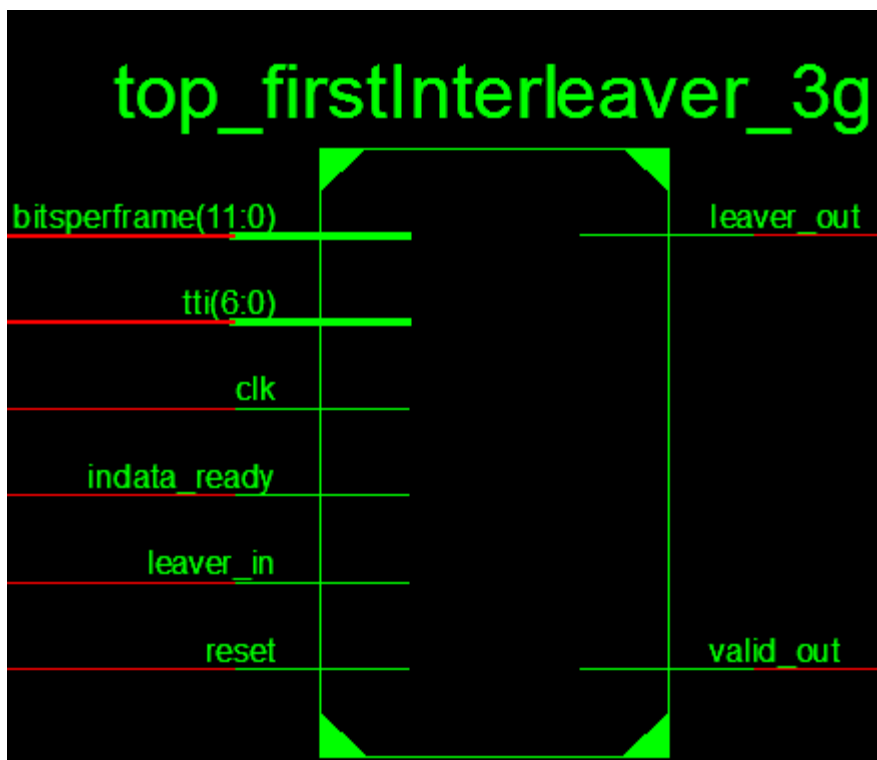 top_firstInterleaver_3g
bitsperframe(11:0)
leaver_out
tti(6:0)
clk
indata_ready
leaver_in
reset
valid_out